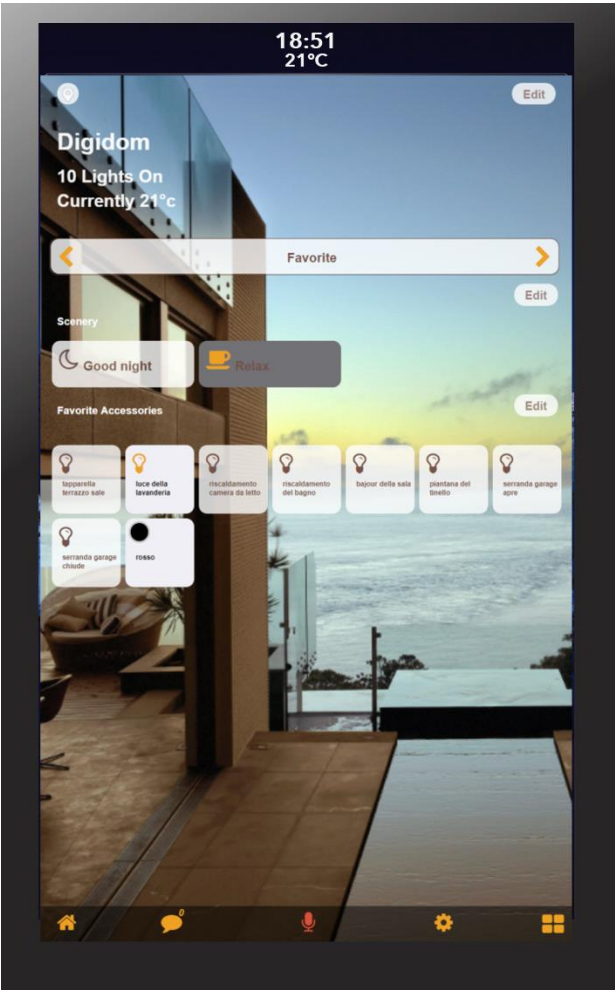 18:51
21°C
Edit
Digidom
10 Lights On
Currently 21°c
Favorite
Edit
Scenery
Good night
Relax
Favorite Accessories
Edit
tapparella
terrazzo sale
luce della
lavanderia
riscaldamento
camera da letto
riscaldamento
del bagno
bajour della sala
piantana del
tinello
serranda garage
apre
serranda garage
chiude
rosso
0